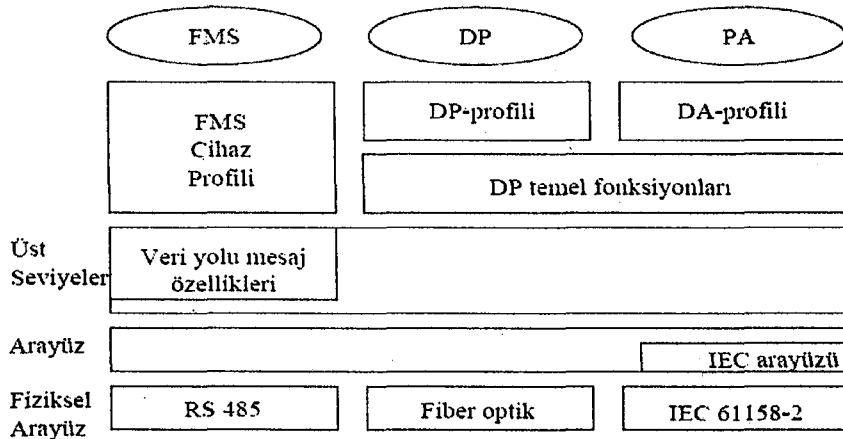 FMS
DP
PA
FMS
Cihaz
Profili
DP-profili
DA-profili
DP temel fonksiyonları
Üst
Seviyeler
Veri yolu mesaj
özellikleri
Arayüz
IEC arayüzü
Fiziksel
Arayüz
RS 485
Fiber optik
IEC 61158-2